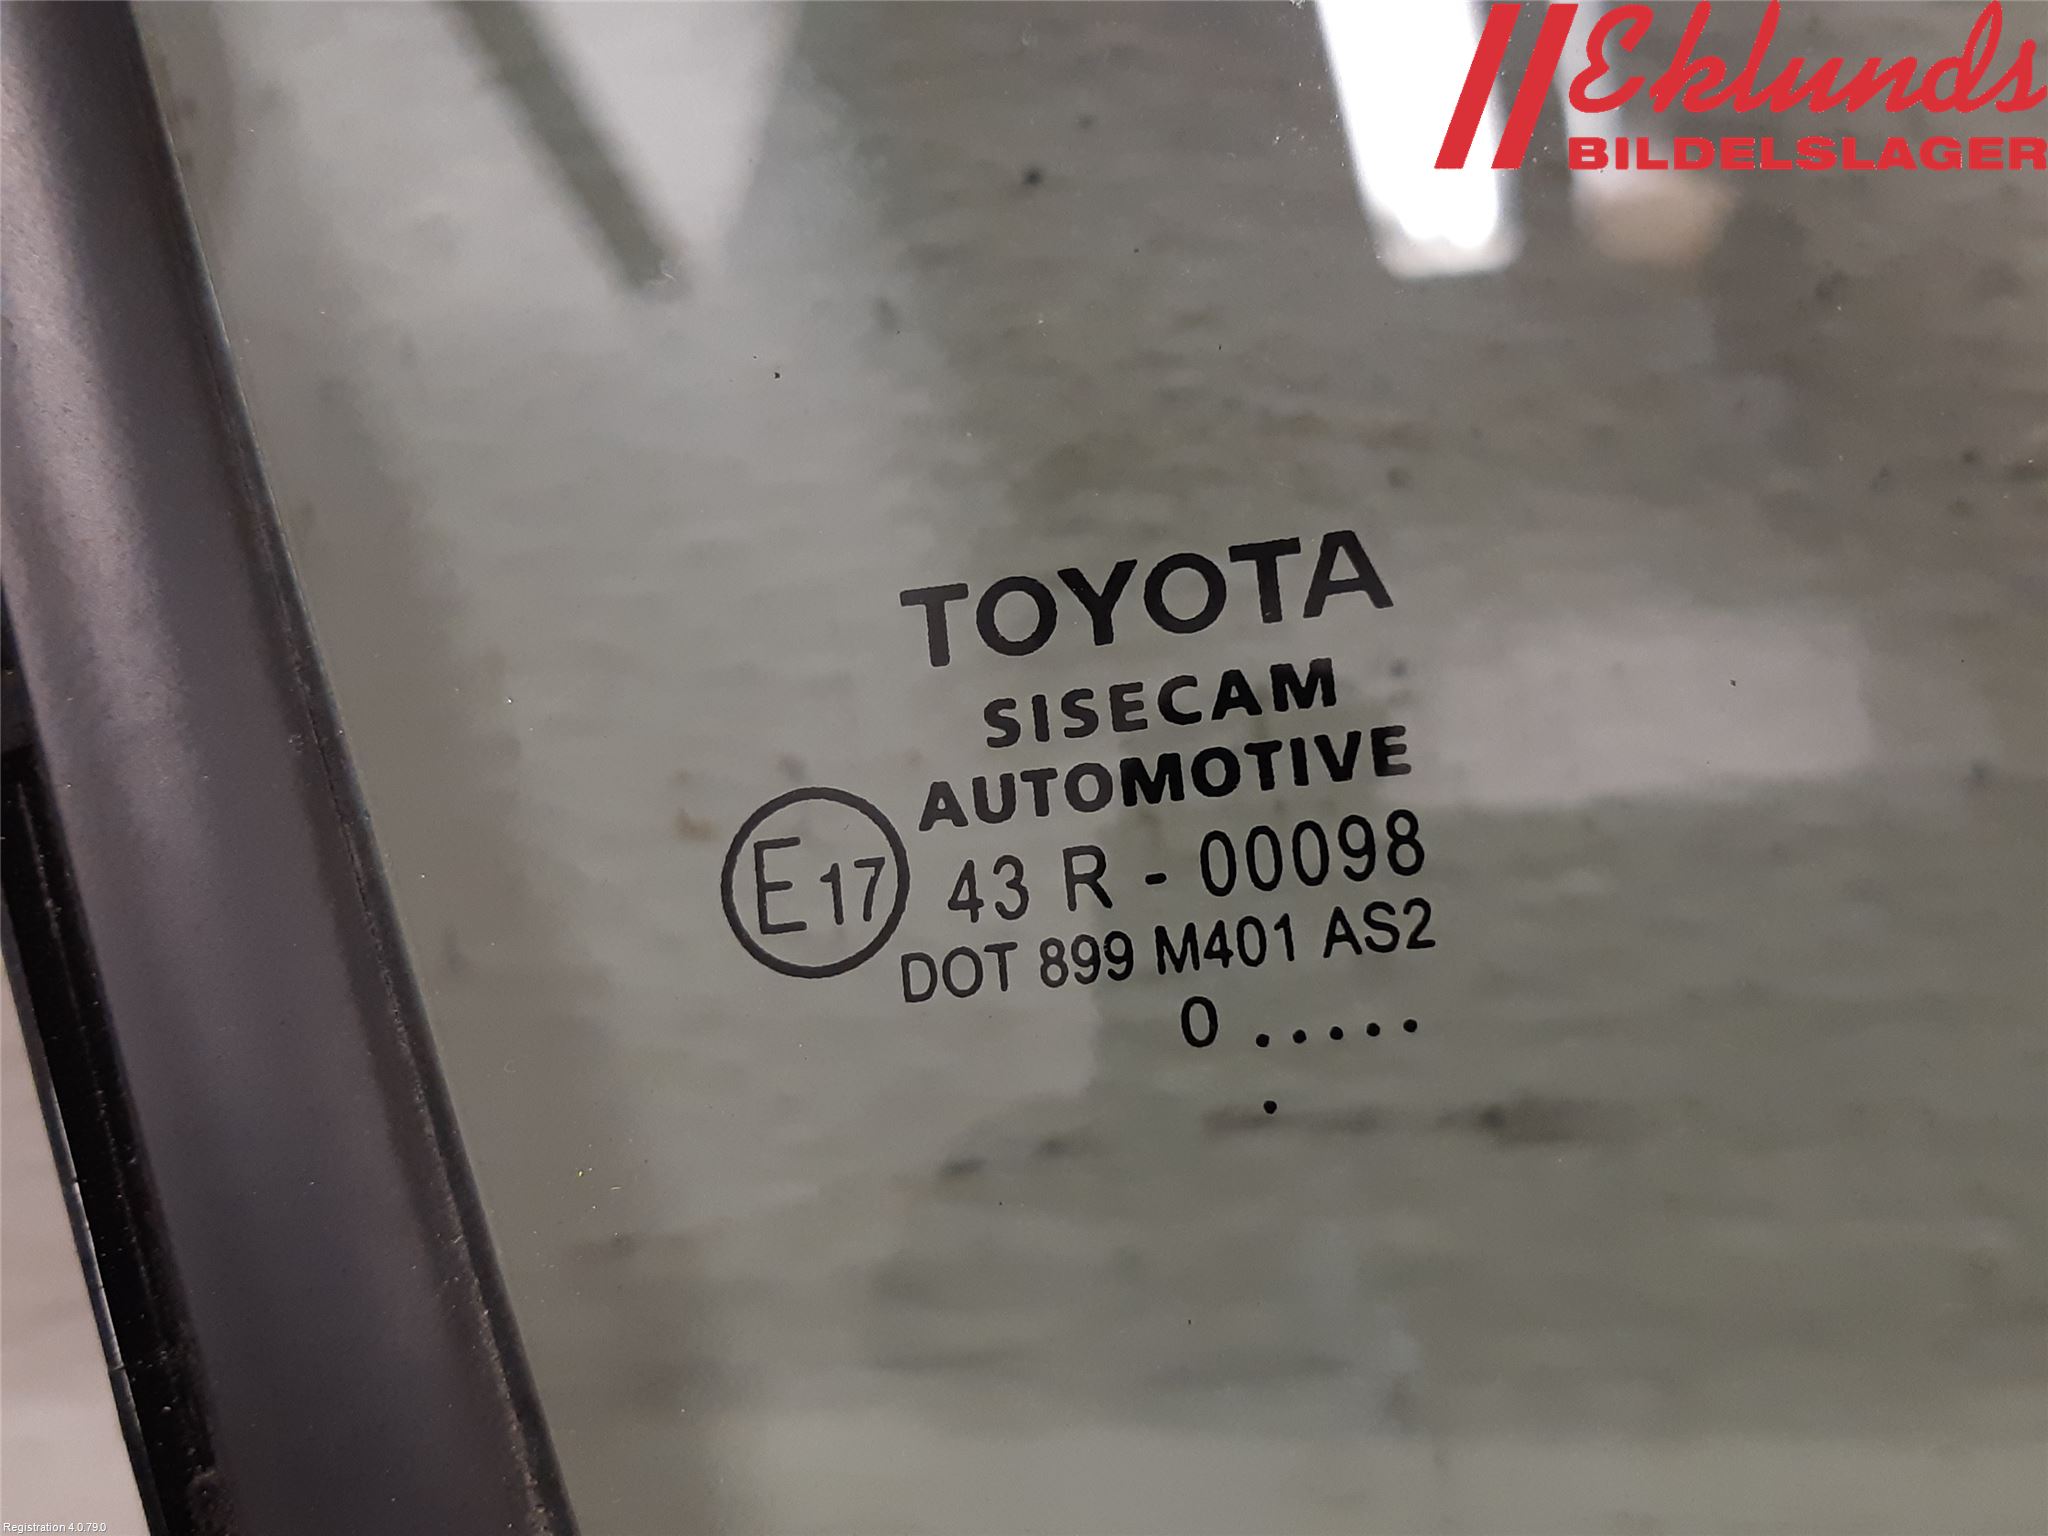 Eklunds
BILDELSLAGER
TOYOTA
SISECAM
AUTOMOTIVE
E17 43 R - 00098
DOT 899 M401 AS2
0 .....
.
Registration 4.0.79.0